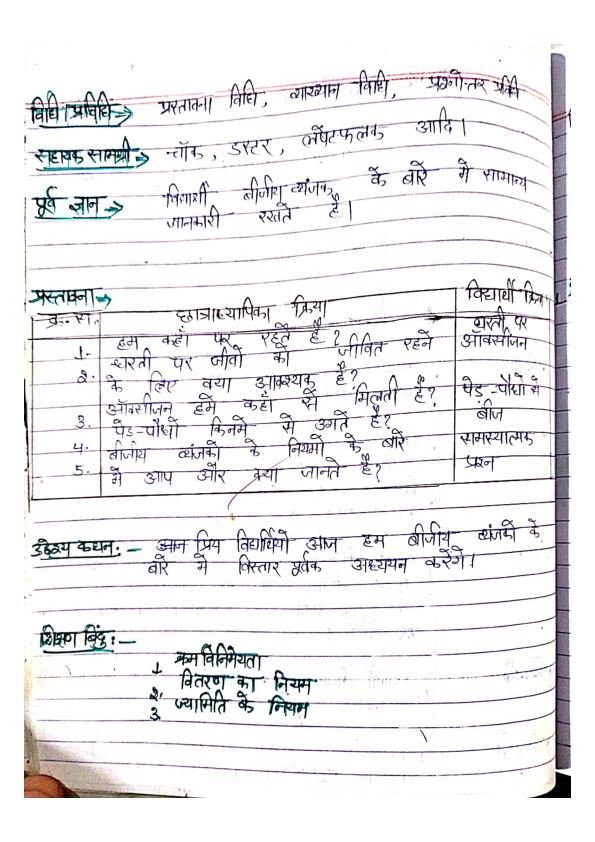 विधि/प्रविधि→ प्रस्तावना विधि, व्याख्यान विधि, प्रश्नोत्तर प्रविधि
सहायक सामग्री→ चॉक, डस्टर, लपेटफलक आदि।
पूर्व ज्ञान→ विद्यार्थी बीजीय व्यंजक के बारे में सामान्य
जानकारी रखते हैं।
प्रस्तावना→
क्र.स. छात्राध्यापिका क्रिया विद्यार्थी क्रिया
1. हम कहाँ पर रहते हैं? धरती पर
2. धरती पर जीवों को जीवित रहने ऑक्सीजन
के लिए क्या आवश्यक है?
3. ऑक्सीजन हमें कहाँ से मिलती है? पेड़-पौधों से
4. पेड़-पौधों किनमे से उगते हैं? बीज
5. बीजीय व्यंजकों के नियमों के बारे समस्यात्मक
में आप और क्या जानते हैं? प्रश्न
उद्देश्य कथन:- आज प्रिय विद्यार्थियों आज हम बीजीय व्यंजकों के
बारे में विस्तार पूर्वक अध्ययन करेंगे।
शिक्षण बिंदु:-
1. क्रमविनिमेयता
2. वितरण का नियम
3. ज्यामिति के नियम